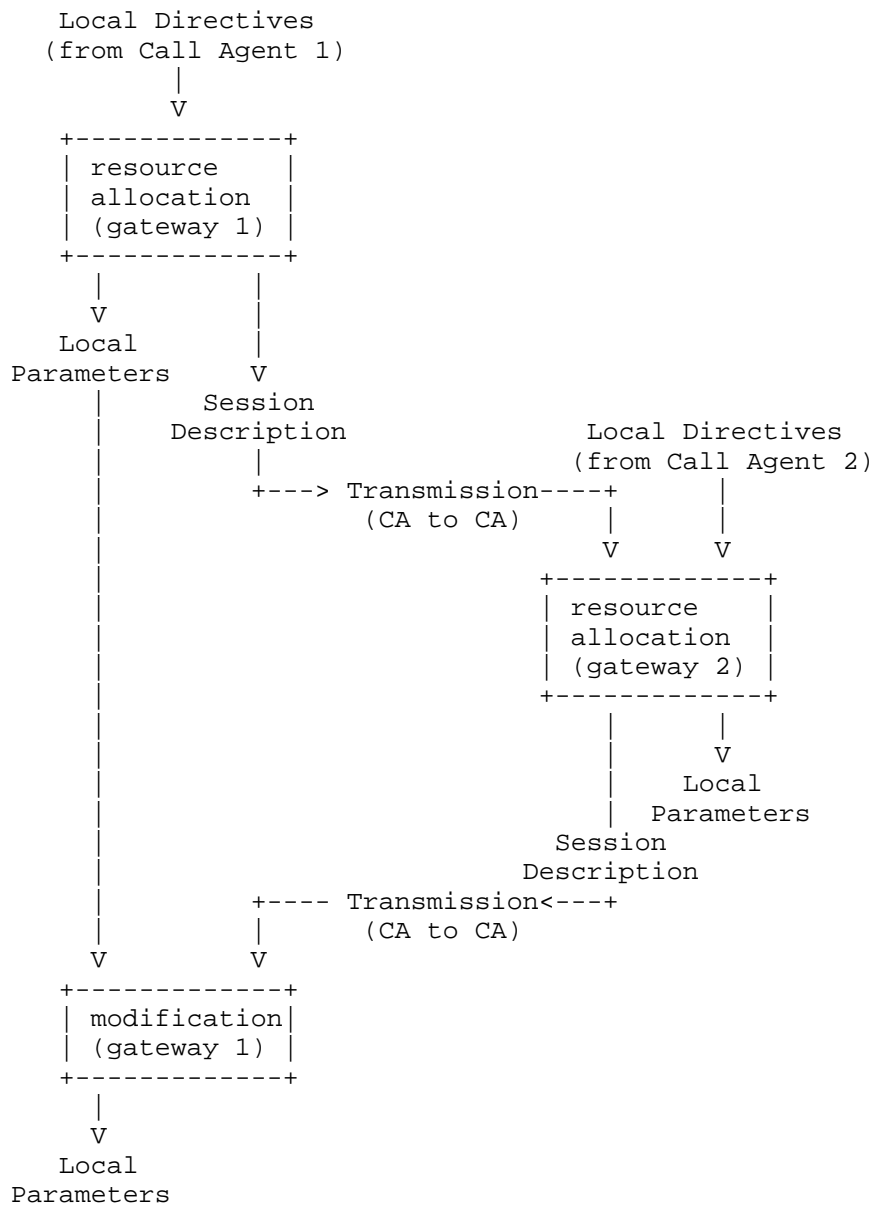 Local Directives
(from Call Agent 1)
|
V
+-------------+
| resource    |
| allocation  |
| (gateway 1) |
+-------------+
|         |
V         |
Local       |
Parameters     V
|      Session
|    Description               Local Directives
|         |                   (from Call Agent 2)
|         +---> Transmission----+      |
|                (CA to CA)     |      |
|                               V      V
|                           +-------------+
|                           | resource    |
|                           | allocation  |
|                           | (gateway 2) |
|                           +-------------+
|                               |      |
|                               |      V
|                               |    Local
|                               |  Parameters
|                            Session
|                          Description
|         +---- Transmission<---+
|         |      (CA to CA)
V         V
+-------------+
| modification|
| (gateway 1) |
+-------------+
|
V
Local
Parameters